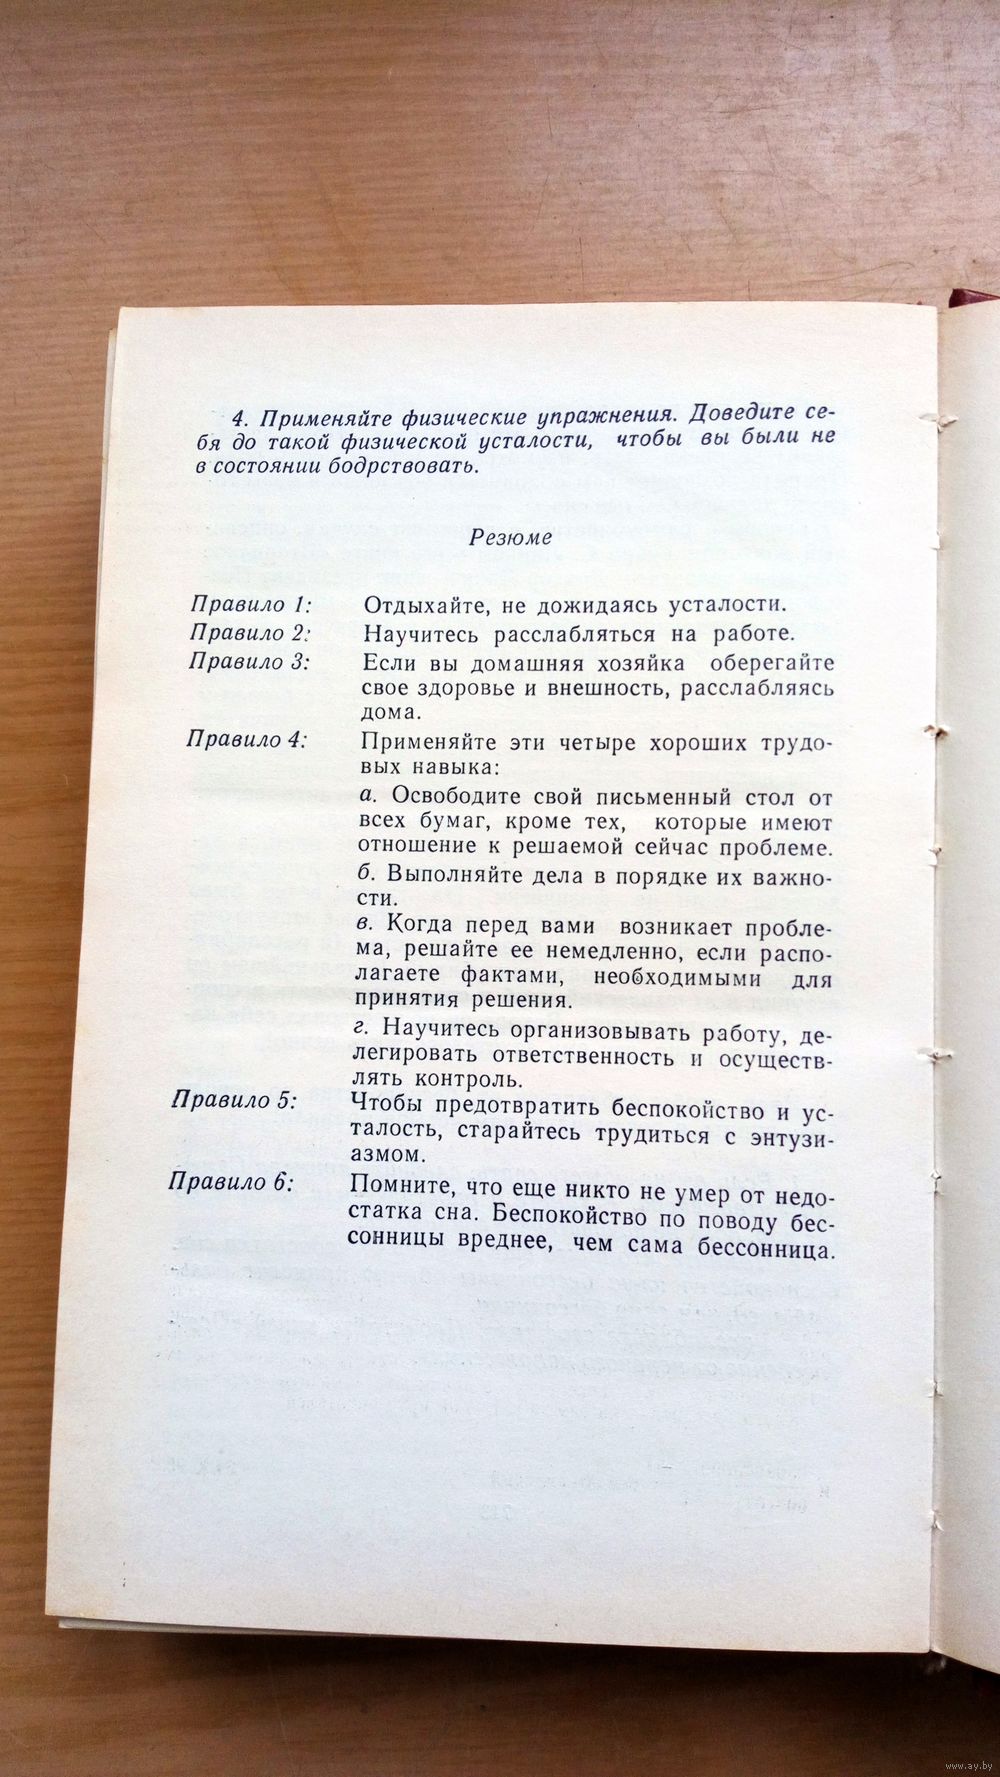 4. Применяйте физические упражнения. Доведите се-
бя до такой физической усталости, чтобы вы были не
в состоянии бодрствовать.
Резюме
Правило 1: Отдыхайте, не дожидаясь усталости.
Правило 2: Научитесь расслабляться на работе.
Правило 3: Если вы домашняя хозяйка оберегайте
свое здоровье и внешность, расслабляясь
дома.
Правило 4: Применяйте эти четыре хороших трудо-
вых навыка:
а. Освободите свой письменный стол от
всех бумаг, кроме тех, которые имеют
отношение к решаемой сейчас проблеме.
б. Выполняйте дела в порядке их важно-
сти.
в. Когда перед вами возникает пробле-
ма, решайте ее немедленно, если распо-
лагаете фактами, необходимыми для
принятия решения.
г. Научитесь организовывать работу, де-
легировать ответственность и осуществ-
лять контроль.
Правило 5: Чтобы предотвратить беспокойство и ус-
талость, старайтесь трудиться с энтузи-
азмом.
Правило 6: Помните, что еще никто не умер от недо-
статка сна. Беспокойство по поводу бес-
сонницы вреднее, чем сама бессонница.
www.ay.by